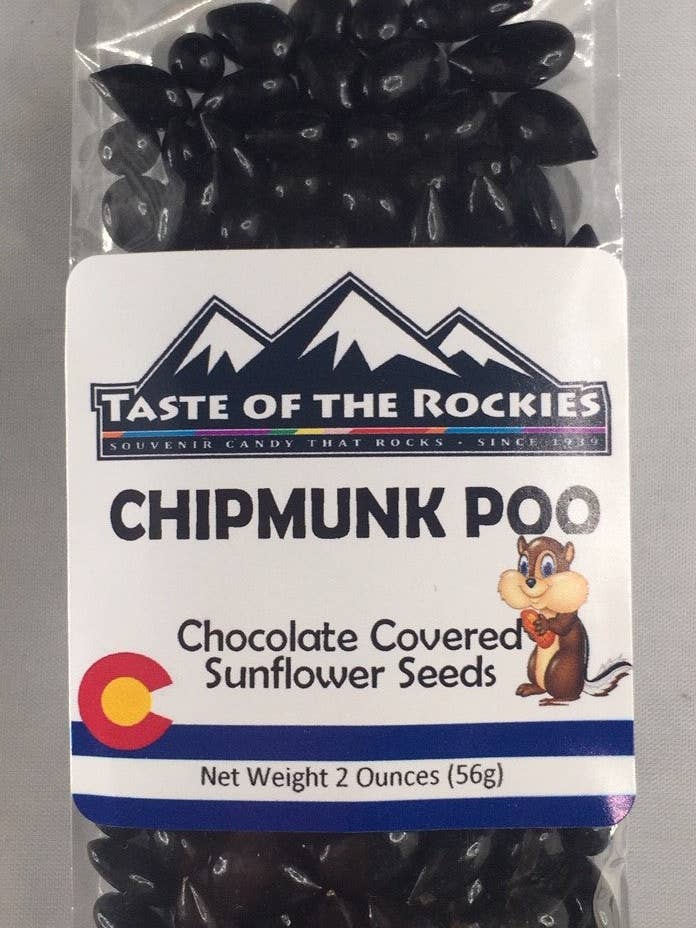 TASTE OF THE ROCKIES
SOUVENIR CANDY THAT ROCKS - SINCE 1939
CHIPMUNK POO
Chocolate Covered
Sunflower Seeds
Net Weight 2 Ounces (56g)